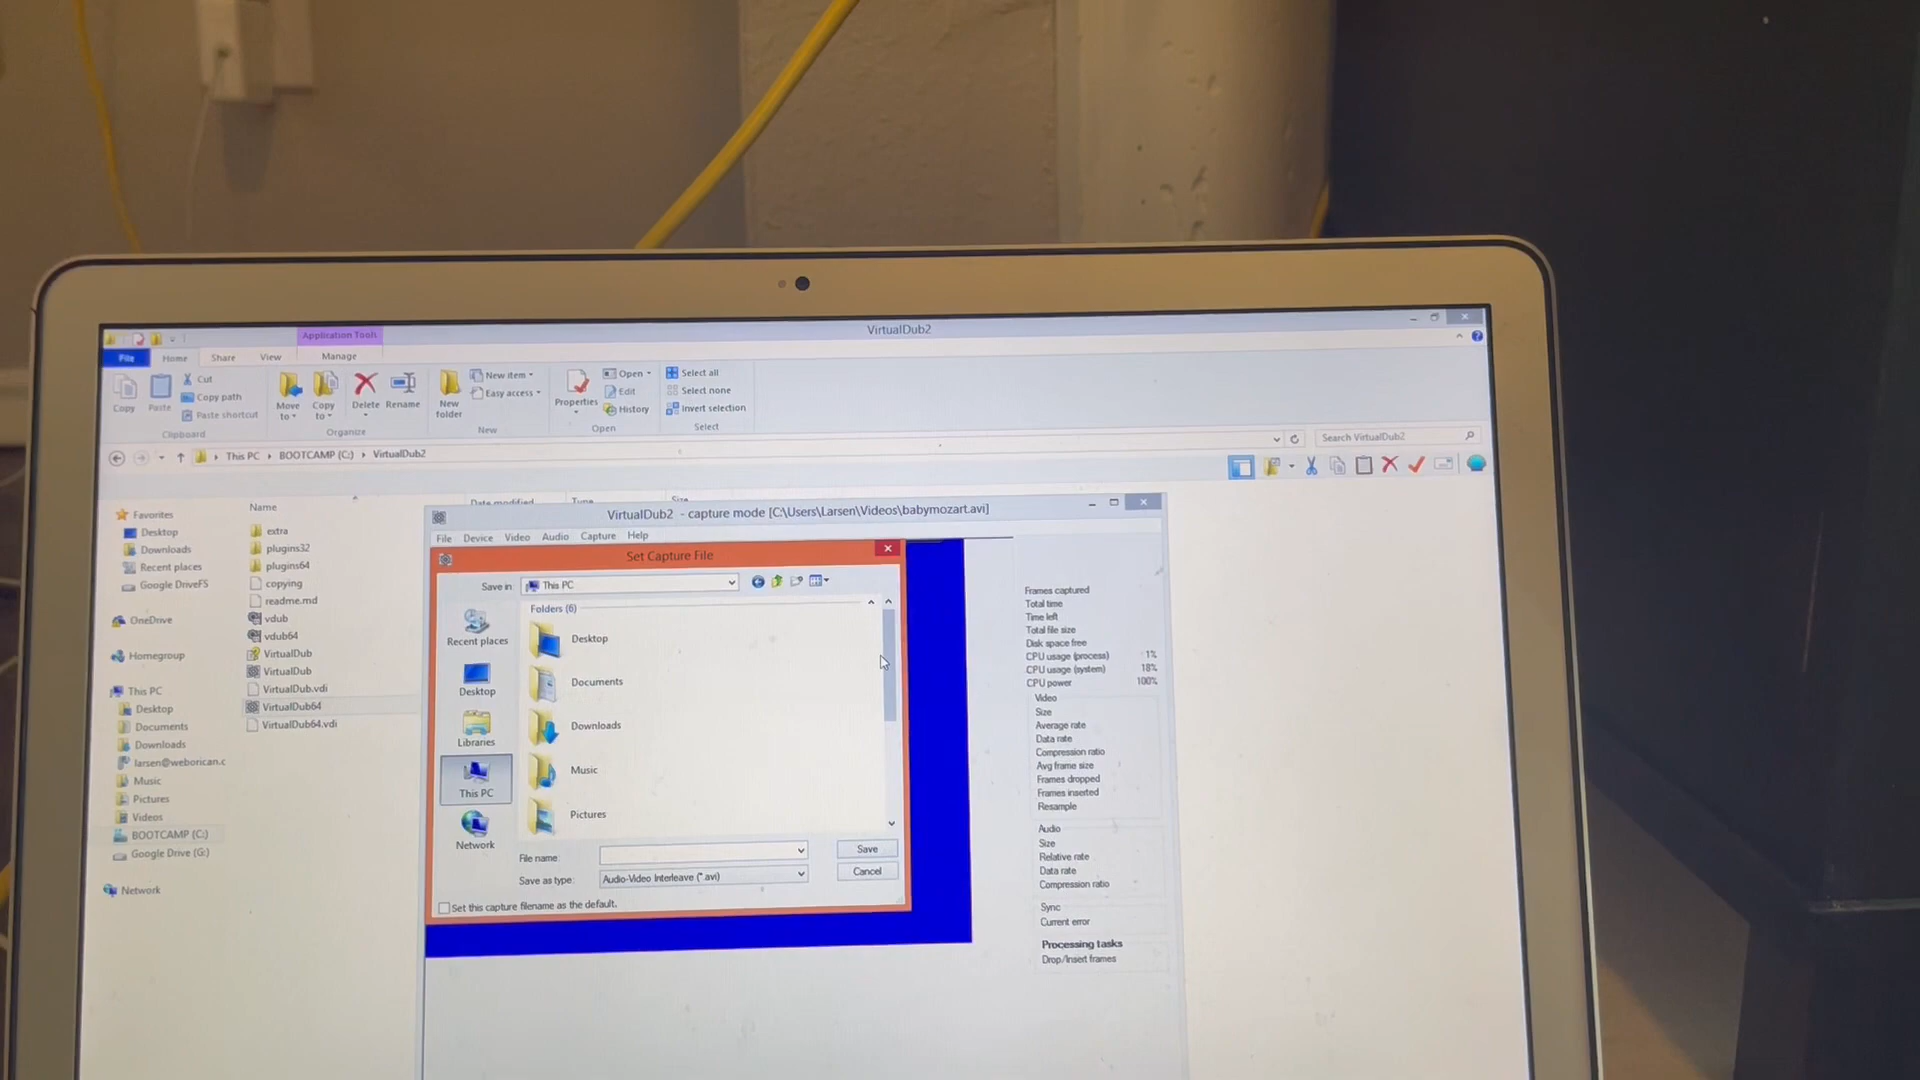 VirtualDub2
Application Tools
File Home Share View Manage
Copy
Paste
Cut
Copy path
Paste shortcut
Clipboard
Move to
Copy to
Delete
Rename
Organize
New folder
New item
Easy access
New
Properties
Open
Edit
History
Open
Select all
Select none
Invert selection
Select
This PC BOOTCAMP (C:) VirtualDub2
Search VirtualDub2
Favorites
Desktop
Downloads
Recent places
Google DriveFS
OneDrive
Homegroup
This PC
Desktop
Documents
Downloads
larsen@weborican.c
Music
Pictures
Videos
BOOTCAMP (C:)
Google Drive (G:)
Network
Name
Date modified
Type
Size
extra
plugins32
plugins64
copying
readme.md
vdub
vdub64
VirtualDub
VirtualDub
VirtualDub.vdi
VirtualDub64
VirtualDub64.vdi
VirtualDub2 - capture mode [C:\Users\Larsen\Videos\babymozart.avi]
File Device Video Audio Capture Help
Set Capture File
Save in: This PC
Recent places
Desktop
Libraries
This PC
Network
Folders (6)
Desktop
Documents
Downloads
Music
Pictures
File name:
Save
Save as type: Audio-Video Interleave (*.avi)
Cancel
Set this capture filename as the default.
Frames captured
Total time
Time left
Total file size
Disk space free
CPU usage (process) 1%
CPU usage (system) 18%
CPU power 100%
Video
Size
Average rate
Data rate
Compression ratio
Avg frame size
Frames dropped
Frames inserted
Resample
Audio
Size
Relative rate
Data rate
Compression ratio
Sync
Current error
Processing tasks
Drop/Insert frames